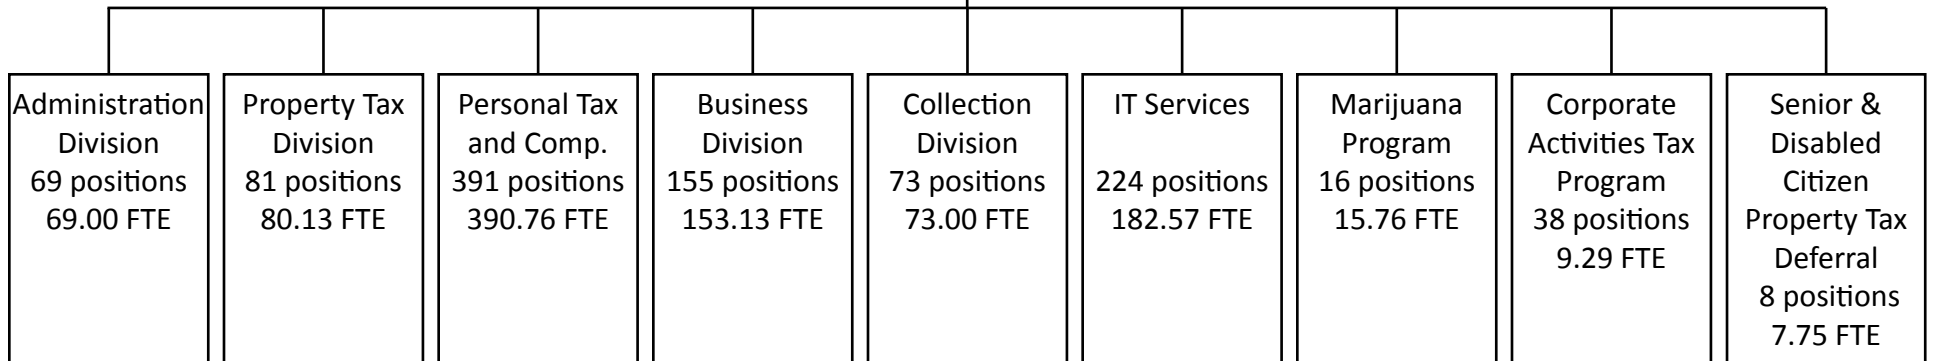 Administration
Division
69 positions
69.00 FTE
Property Tax
Division
81 positions
80.13 FTE
Personal Tax
and Comp.
391 positions
390.76 FTE
Business
Division
155 positions
153.13 FTE
Collection
Division
73 positions
73.00 FTE
IT Services
224 positions
182.57 FTE
Marijuana
Program
16 positions
15.76 FTE
Corporate
Activities Tax
Program
38 positions
9.29 FTE
Senior &
Disabled
Citizen
Property Tax
Deferral
8 positions
7.75 FTE